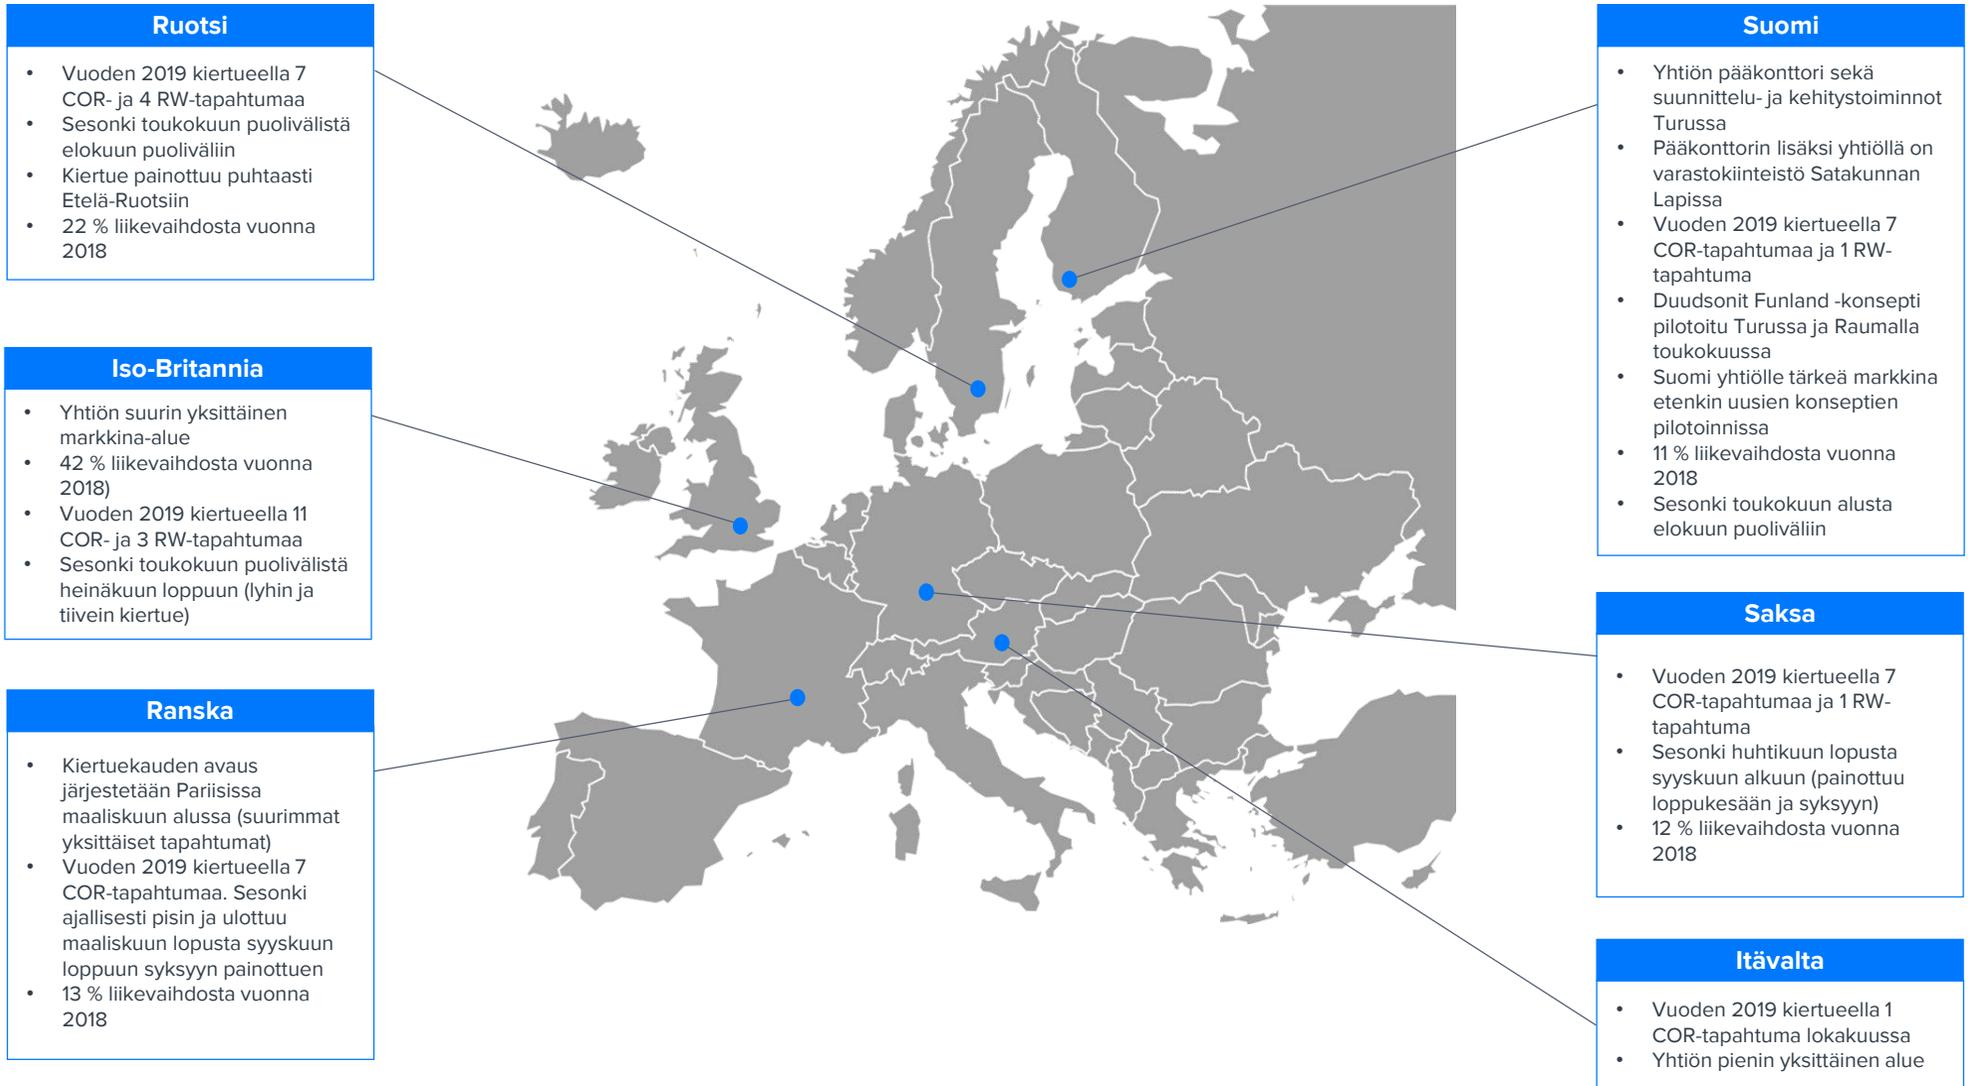 Ruotsi
• Vuoden 2019 kiertueella 7
COR- ja 4 RW-tapahtumaa
• Sesonki toukokuun puolivälistä
elokuun puoliväliin
• Kiertue painottuu puhtaasti
Etelä-Ruotsiin
• 22 % liikevaihdosta vuonna
2018
Iso-Britannia
• Yhtiön suurin yksittäinen
markkina-alue
• 42 % liikevaihdosta vuonna
2018)
• Vuoden 2019 kiertueella 11
COR- ja 3 RW-tapahtumaa
• Sesonki toukokuun puolivälistä
heinäkuun loppuun (lyhin ja
tiivein kiertue)
Ranska
• Kiertuekauden avaus
järjestetään Pariisissa
maaliskuun alussa (suurimmat
yksittäiset tapahtumat)
• Vuoden 2019 kiertueella 7
COR-tapahtumaa. Sesonki
ajallisesti pisin ja ulottuu
maaliskuun lopusta syyskuun
loppuun syksyyn painottuen
• 13 % liikevaihdosta vuonna
2018
Suomi
• Yhtiön pääkonttori sekä
suunnittelu- ja kehitystoiminnot
Turussa
• Pääkonttorin lisäksi yhtiöllä on
varastokiinteistö Satakunnan
Lapissa
• Vuoden 2019 kiertueella 7
COR-tapahtumaa ja 1 RW-
tapahtuma
• Duudsonit Funland -konsepti
pilotoitu Turussa ja Raumalla
toukokuussa
• Suomi yhtiölle tärkeä markkina
etenkin uusien konseptien
pilotoinnissa
• 11 % liikevaihdosta vuonna
2018
• Sesonki toukokuun alusta
elokuun puoliväliin
Saksa
• Vuoden 2019 kiertueella 7
COR-tapahtumaa ja 1 RW-
tapahtuma
• Sesonki huhtikuun lopusta
syyskuun alkuun (painottuu
loppukesään ja syksyyn)
• 12 % liikevaihdosta vuonna
2018
Itävalta
• Vuoden 2019 kiertueella 1
COR-tapahtuma lokakuussa
• Yhtiön pienin yksittäinen alue